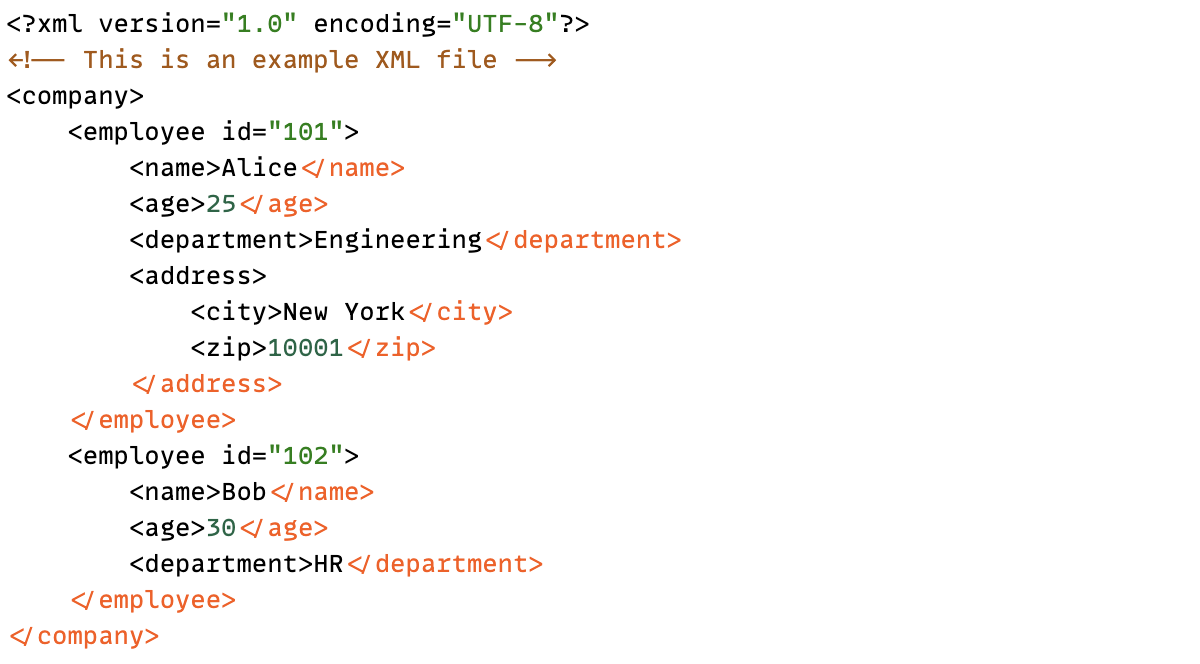 <?xml version="1.0" encoding="UTF-8"?>
<!-- This is an example XML file -->
<company>
    <employee id="101">
        <name>Alice</name>
        <age>25</age>
        <department>Engineering</department>
        <address>
            <city>New York</city>
            <zip>10001</zip>
        </address>
    </employee>
    <employee id="102">
        <name>Bob</name>
        <age>30</age>
        <department>HR</department>
    </employee>
</company>